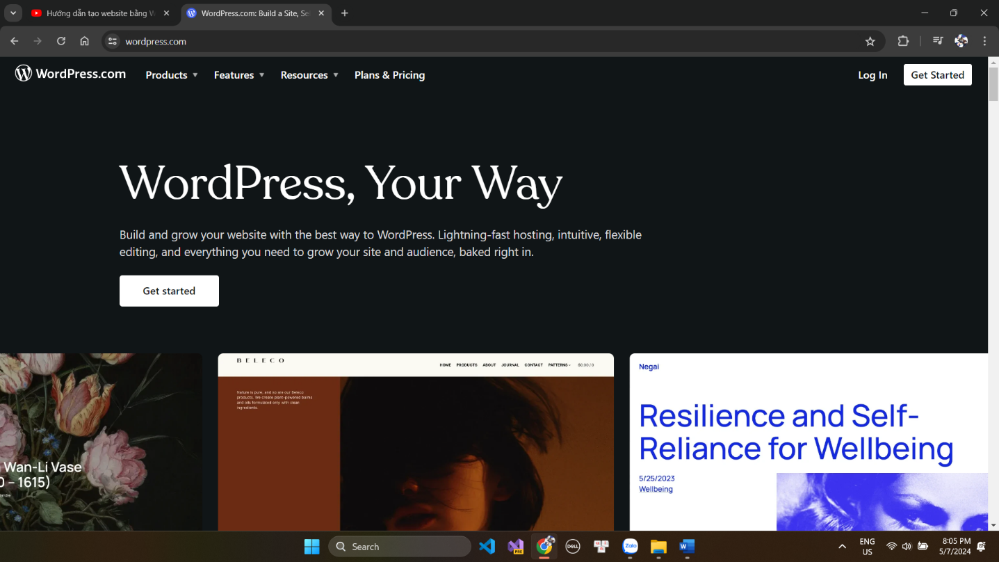 Hướng dẫn tạo website bằng W
WordPress.com: Build a Site, Se
wordpress.com
WordPress.com
Products
Features
Resources
Plans & Pricing
Log In
Get Started
WordPress, Your Way
Build and grow your website with the best way to WordPress. Lightning-fast hosting, intuitive, flexible
editing, and everything you need to grow your site and audience, baked right in.
Get started
Wan-Li Vase
– 1615)
BELECO
HOME PRODUCTS ABOUT JOURNAL CONTACT PATTERNS $0.00 / 0
Nature is pure, and so are our Beleco
products. We create plant-powered balms
and oils formulated only with clean
ingredients.
Negai
Resilience and Self-
Reliance for Wellbeing
5/25/2023
Wellbeing
Search
PRE
DELL
Zalo
ENG
US
8:05 PM
5/7/2024